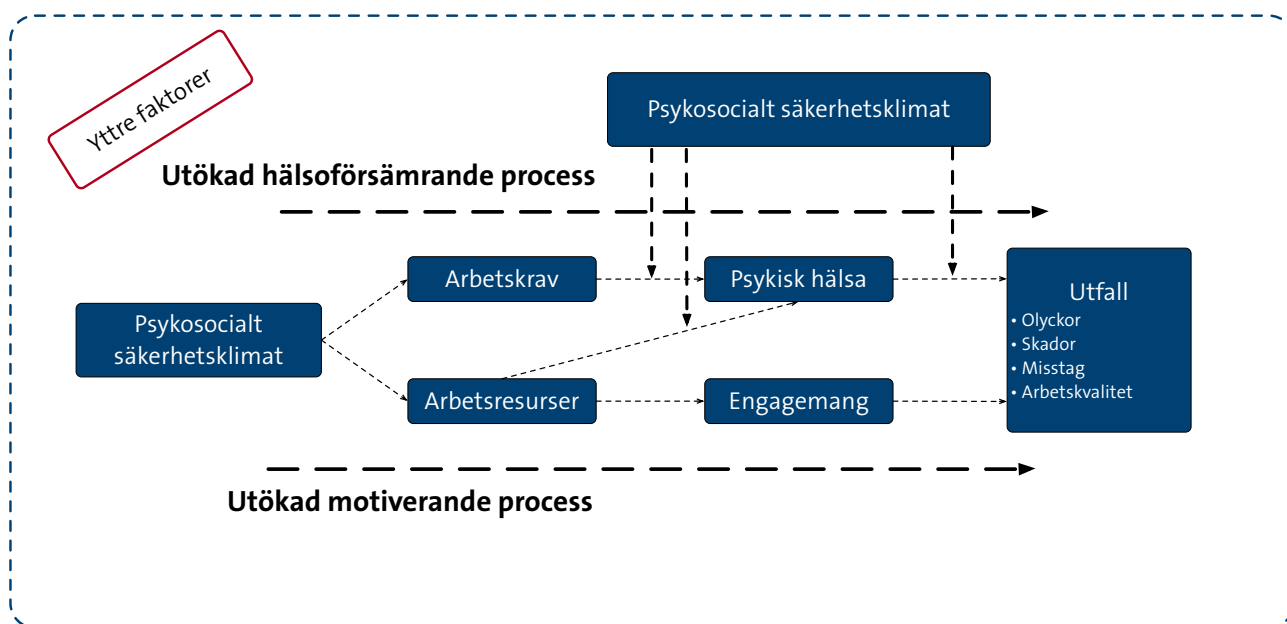 Yttre faktorer
Psykosocialt säkerhetsklimat
Utökad hälsoförsämrande process
Arbetskrav
Psykisk hälsa
Psykosocialt
säkerhetsklimat
Utfall
• Olyckor
• Skador
• Misstag
• Arbetskvalitet
Arbetsresurser
Engagemang
Utökad motiverande process